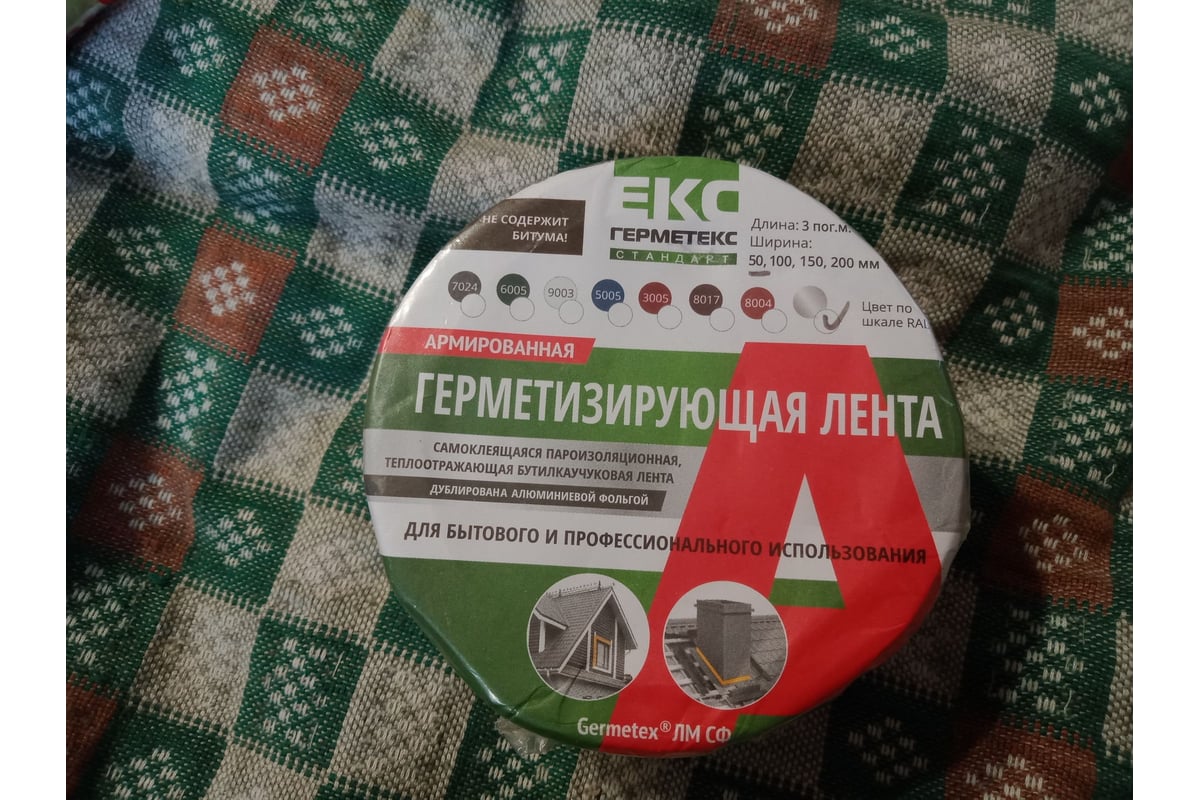 НЕ СОДЕРЖИТ
БИТУМА!
ЕКС
ГЕРМЕТЕКС
СТАНДАРТ
Длина: 3 пог.м.
Ширина:
50, 100, 150, 200 мм
7024 6005 9003 5005 3005 8017 8004
Цвет по
шкале RAL
АРМИРОВАННАЯ
ГЕРМЕТИЗИРУЮЩАЯ ЛЕНТА
САМОКЛЕЯЩАЯСЯ ПАРОИЗОЛЯЦИОННАЯ,
ТЕПЛООТРАЖАЮЩАЯ БУТИЛКАУЧУКОВАЯ ЛЕНТА
ДУБЛИРОВАНА АЛЮМИНИЕВОЙ ФОЛЬГОЙ
ДЛЯ БЫТОВОГО И ПРОФЕССИОНАЛЬНОГО ИСПОЛЬЗОВАНИЯ
А
Germetex® ЛМ СФ